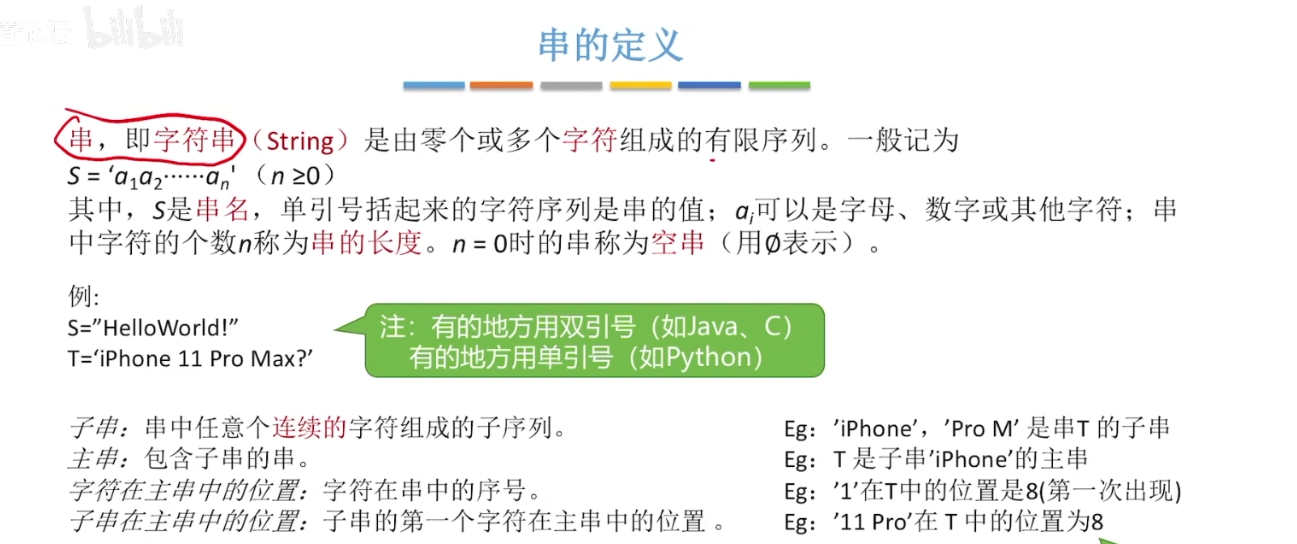 bilibili
串的定义
串，即字符串（String）是由零个或多个字符组成的有限序列。一般记为
S = ‘a₁a₂······aₙ' （n ≥0）
其中，S是串名，单引号括起来的字符序列是串的值；aᵢ可以是字母、数字或其他字符；串
中字符的个数n称为串的长度。n = 0时的串称为空串（用∅表示）。
例:
S=”HelloWorld!”
T=‘iPhone 11 Pro Max?’
注：有的地方用双引号（如Java、C）
有的地方用单引号（如Python）
子串：串中任意个连续的字符组成的子序列。 Eg：’iPhone’，’Pro M’ 是串T 的子串
主串：包含子串的串。 Eg：T 是子串’iPhone’的主串
字符在主串中的位置：字符在串中的序号。 Eg：’1’在T中的位置是8(第一次出现)
子串在主串中的位置：子串的第一个字符在主串中的位置 。 Eg：’11 Pro’在 T 中的位置为8